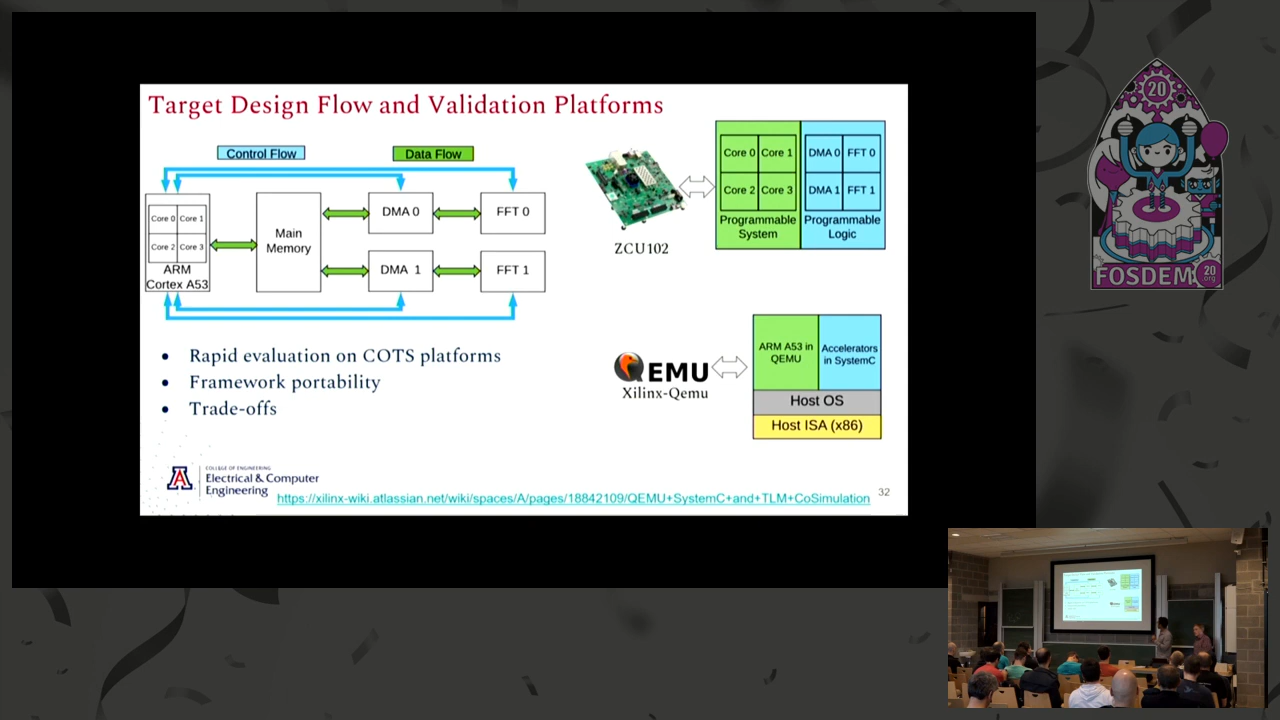 Target Design Flow and Validation Platforms
Control Flow
Data Flow
Core 0
Core 1
Core 2
Core 3
ARM
Cortex A53
Main
Memory
DMA 0
FFT 0
DMA 1
FFT 1
ZCU102
Core 0
Core 1
Core 2
Core 3
Programmable
System
DMA 0
FFT 0
DMA 1
FFT 1
Programmable
Logic
• Rapid evaluation on COTS platforms
• Framework portability
• Trade-offs
QEMU
Xilinx-Qemu
ARM A53 in
QEMU
Accelerators
in SystemC
Host OS
Host ISA (x86)
A
COLLEGE OF ENGINEERING
Electrical & Computer
Engineering
https://xilinx-wiki.atlassian.net/wiki/spaces/A/pages/18842109/QEMU+SystemC+and+TLM+CoSimulation
32
20
FOSDEM
20
.org